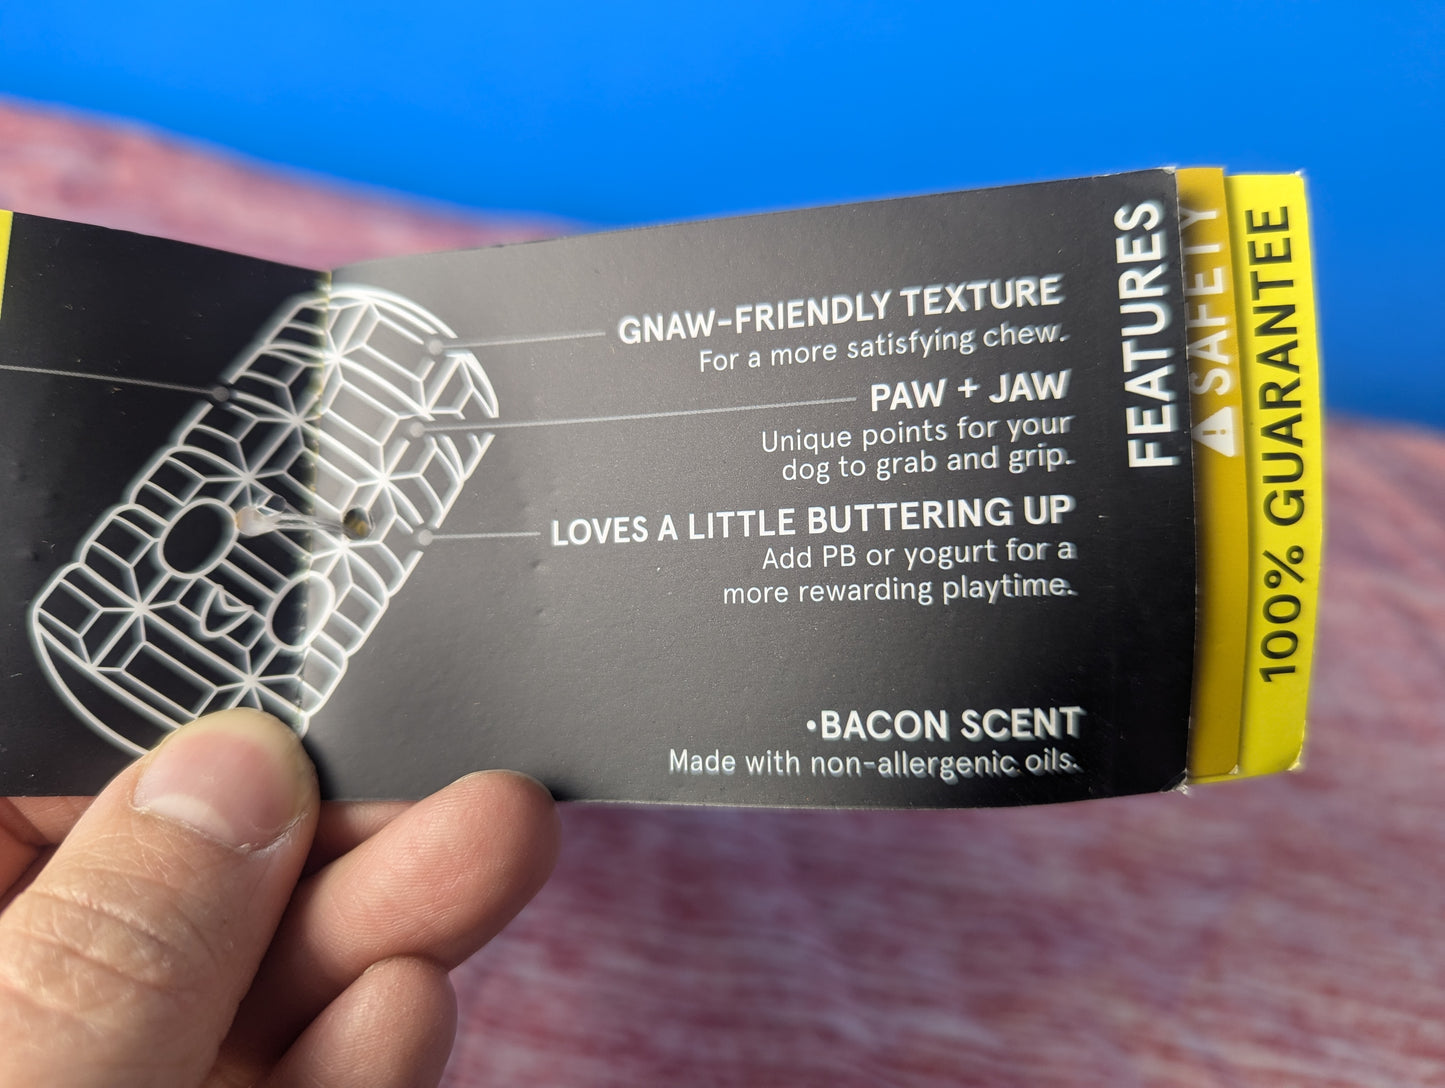 GNAW-FRIENDLY TEXTURE
For a more satisfying chew.
PAW + JAW
Unique points for your
dog to grab and grip.
LOVES A LITTLE BUTTERING UP
Add PB or yogurt for a
more rewarding playtime.
•BACON SCENT
Made with non-allergenic oils.
FEATURES
SAFETY
100% GUARANTEE